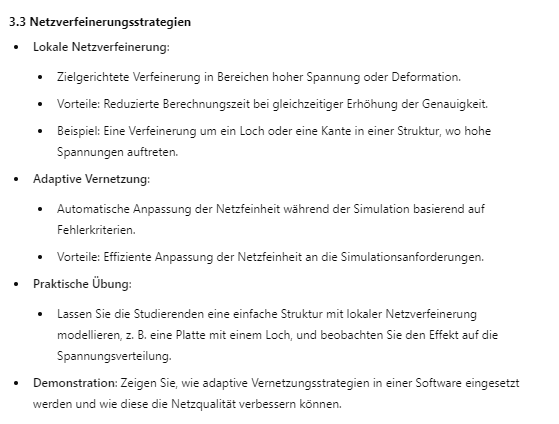 3.3 Netzverfeinerungsstrategien
• Lokale Netzverfeinerung:
• Zielgerichtete Verfeinerung in Bereichen hoher Spannung oder Deformation.
• Vorteile: Reduzierte Berechnungszeit bei gleichzeitiger Erhöhung der Genauigkeit.
• Beispiel: Eine Verfeinerung um ein Loch oder eine Kante in einer Struktur, wo hohe
Spannungen auftreten.
• Adaptive Vernetzung:
• Automatische Anpassung der Netzfeinheit während der Simulation basierend auf
Fehlerkriterien.
• Vorteile: Effiziente Anpassung der Netzfeinheit an die Simulationsanforderungen.
• Praktische Übung:
• Lassen Sie die Studierenden eine einfache Struktur mit lokaler Netzverfeinerung
modellieren, z. B. eine Platte mit einem Loch, und beobachten Sie den Effekt auf die
Spannungsverteilung.
• Demonstration: Zeigen Sie, wie adaptive Vernetzungsstrategien in einer Software eingesetzt
werden und wie diese die Netzqualität verbessern können.